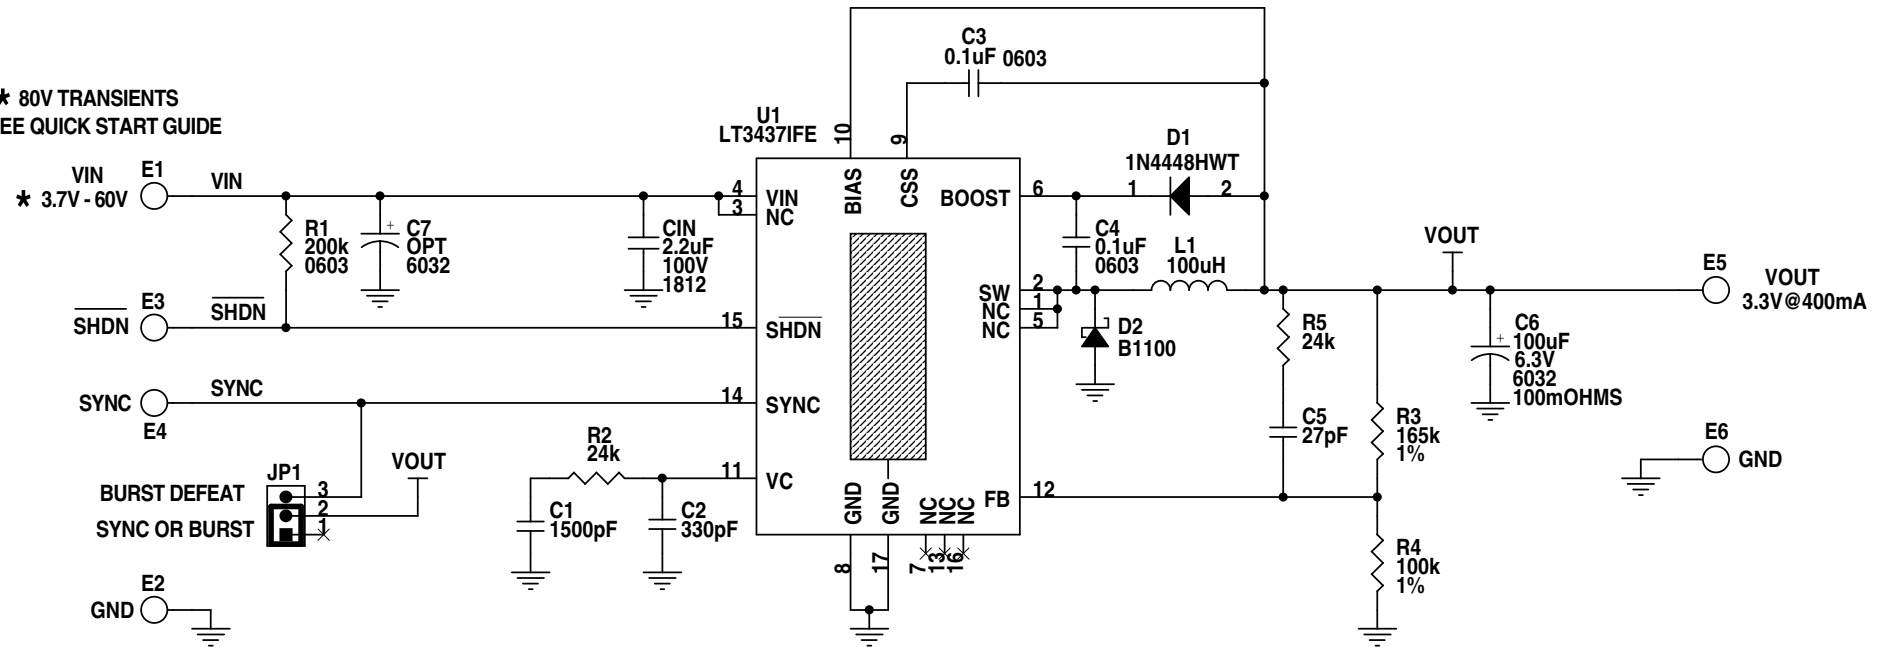 * 80V TRANSIENTS
EE QUICK START GUIDE
VIN
* 3.7V - 60V
E1
VIN
R1
200k
0603
+
C7
OPT
6032
CIN
2.2uF
100V
1812
SHDN
E3
SHDN
SYNC
E4
SYNC
JP1
BURST DEFEAT
SYNC OR BURST
3
2
1
VOUT
E2
GND
R2
24k
C1
1500pF
C2
330pF
U1
LT3437IFE
4
3
15
14
11
VIN
NC
SHDN
SYNC
VC
10
9
BIAS
CSS
BOOST
SW
NC
NC
FB
GND
GND
NC
NC
NC
8
17
7
13
16
6
2
1
5
12
C3
0.1uF 0603
D1
1N4448HWT
1
2
C4
0.1uF
0603
L1
100uH
D2
B1100
R5
24k
C5
27pF
R3
165k
1%
R4
100k
1%
VOUT
+
C6
100uF
6.3V
6032
100mOHMS
E5
VOUT
3.3V@400mA
E6
GND